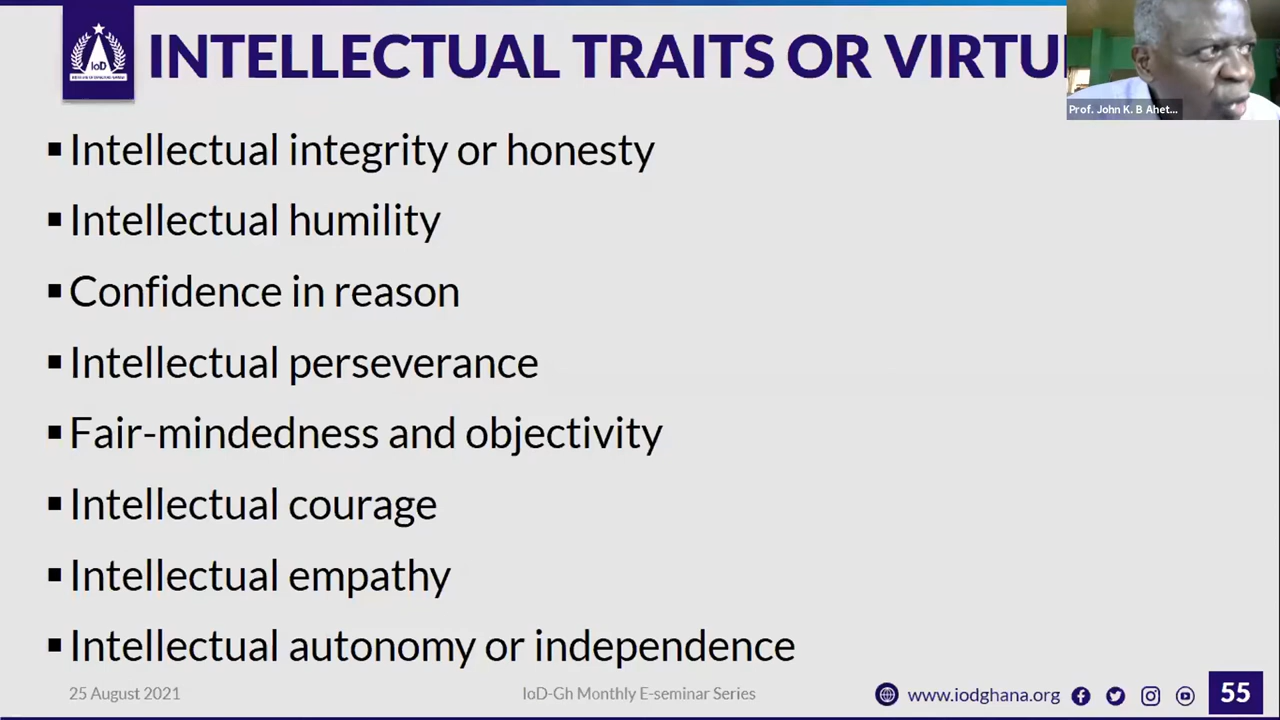 IoD
INTELLECTUAL TRAITS OR VIRTU
Prof. John K. B Ahet...
▪Intellectual integrity or honesty
▪Intellectual humility
▪Confidence in reason
▪Intellectual perseverance
▪Fair-mindedness and objectivity
▪Intellectual courage
▪Intellectual empathy
▪Intellectual autonomy or independence
25 August 2021
IoD-Gh Monthly E-seminar Series
www.iodghana.org
55